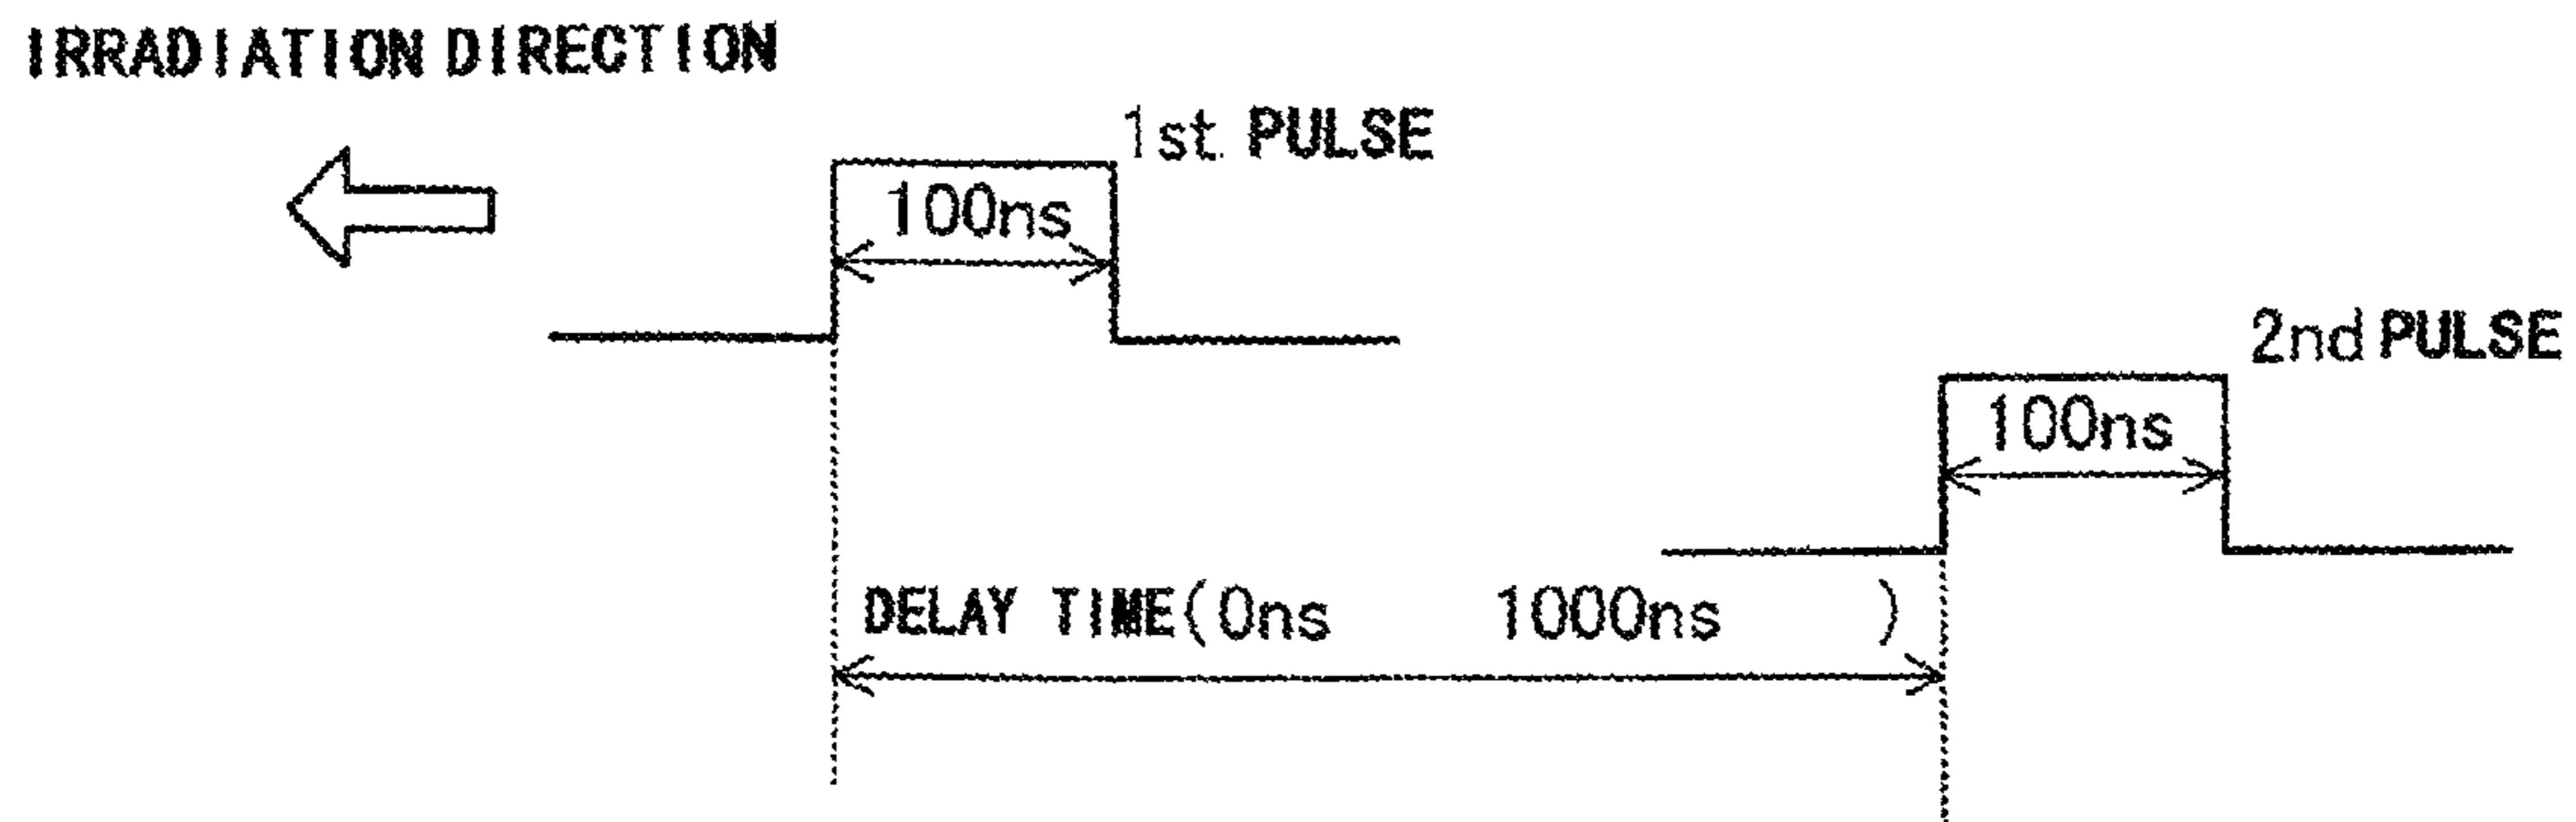 IRRADIATION DIRECTION
1st PULSE
100ns
2nd PULSE
100ns
DELAY TIME(0ns 1000ns )